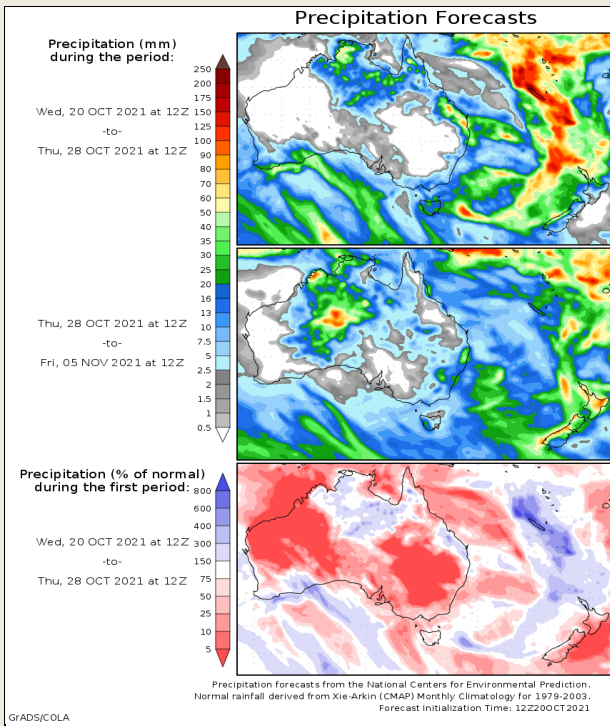 Precipitation Forecasts
Precipitation (mm)
during the period:
Wed, 20 OCT 2021 at 12Z
-to-
Thu, 28 OCT 2021 at 12Z
250
200
175
150
125
100
90
80
70
60
50
40
35
30
25
20
16
13
10
7.5
5
2.5
2
1.5
1
0.5
Thu, 28 OCT 2021 at 12Z
-to-
Fri, 05 NOV 2021 at 12Z
Precipitation (% of normal)
during the first period:
Wed, 20 OCT 2021 at 12Z
-to-
Thu, 28 OCT 2021 at 12Z
800
600
400
300
150
75
50
25
10
5
Precipitation forecasts from the National Centers for Environmental Prediction.
Normal rainfall derived from Xie-Arkin (CMAP) Monthly Climatology for 1979-2003.
Forecast Initialization Time: 12Z20OCT2021
GrADS/COLA